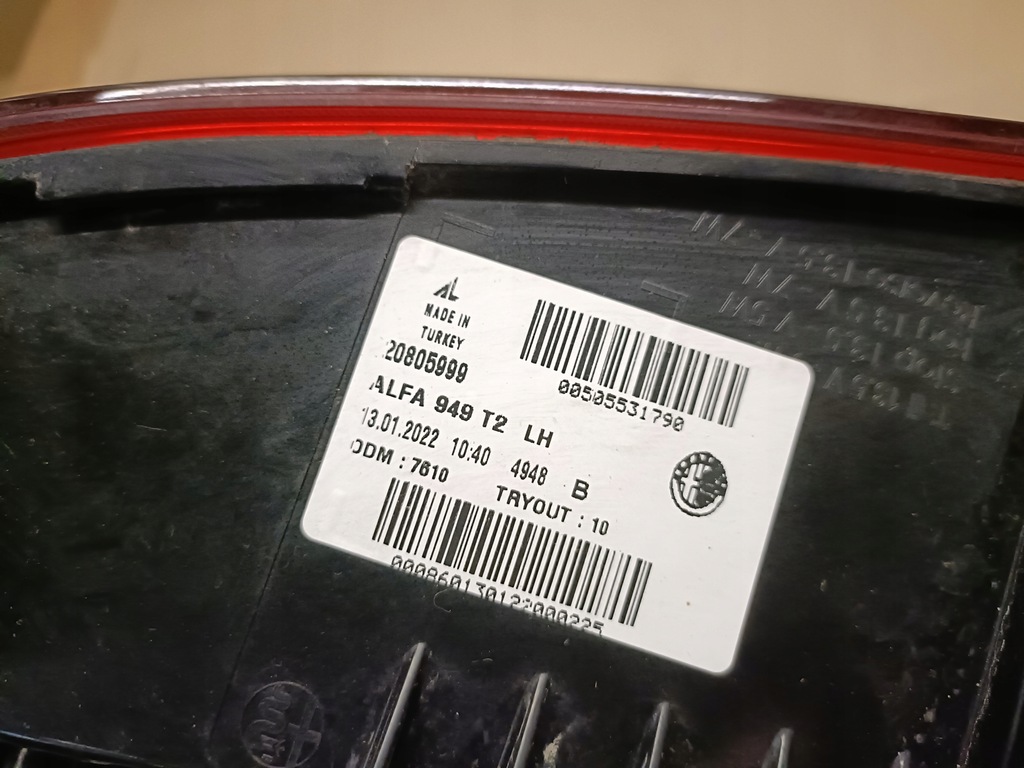 AL
MADE IN
TURKEY
20805999
ALFA 949 T2 LH
13.01.2022 10:40 4948 B
ODM : 7610 TRYOUT : 10
00505531790
000860130122000225